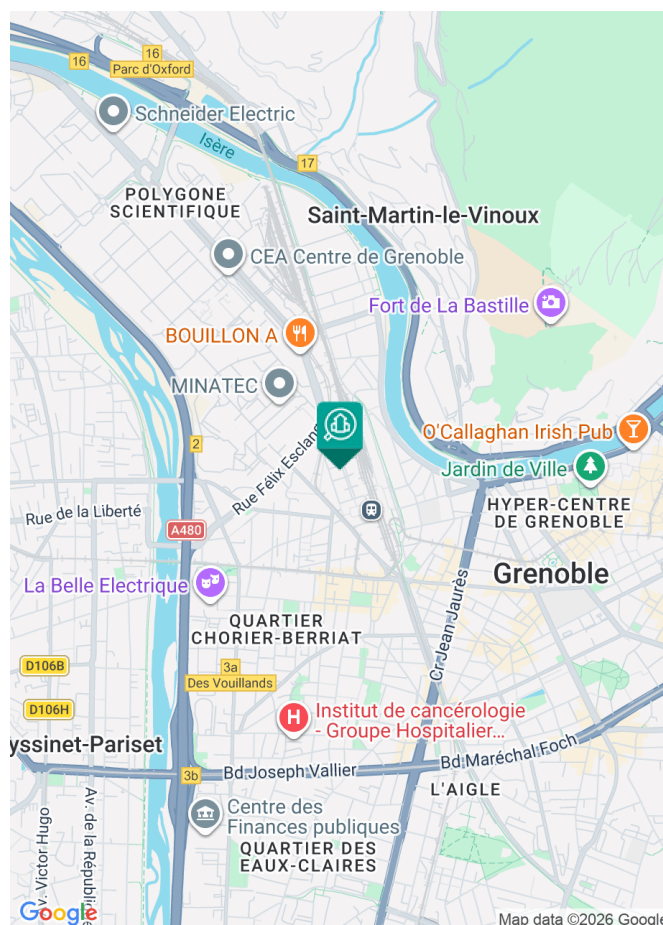 16
16
Parc d'Oxford
Schneider Electric
Isère
17
POLYGONE
SCIENTIFIQUE
Saint-Martin-le-Vinoux
CEA Centre de Grenoble
Fort de La Bastille
BOUILLON A
MINATEC
O'Callaghan Irish Pub
2
Rue Félix Esclang
Jardin de Ville
Rue de la Liberté
HYPER-CENTRE
DE GRENOBLE
A480
Grenoble
La Belle Electrique
Cr Jean Jaurès
QUARTIER
CHORIER-BERRIAT
D106B
3a
Des Vouillands
D106H
Institut de cancérologie
- Groupe Hospitalier...
yssinet-Pariset
Bd Maréchal Foch
3b
Bd Joseph Vallier
L'AIGLE
Centre des
Finances publiques
Av. de la République
v. Victor Hugo
QUARTIER DES
EAUX-CLAIRES
Google
Map data ©2026 Google